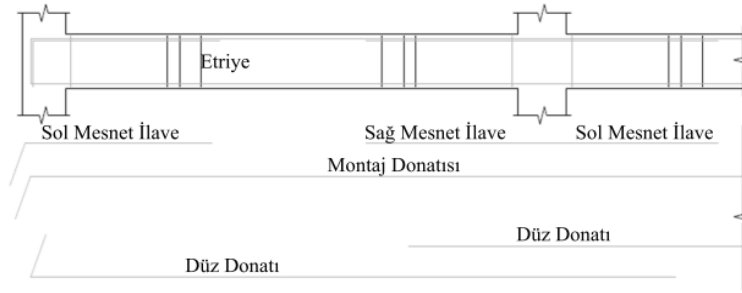 Etriye
Sol Mesnet İlave Sağ Mesnet İlave Sol Mesnet İlave
Montaj Donatısı
Düz Donatı
Düz Donatı